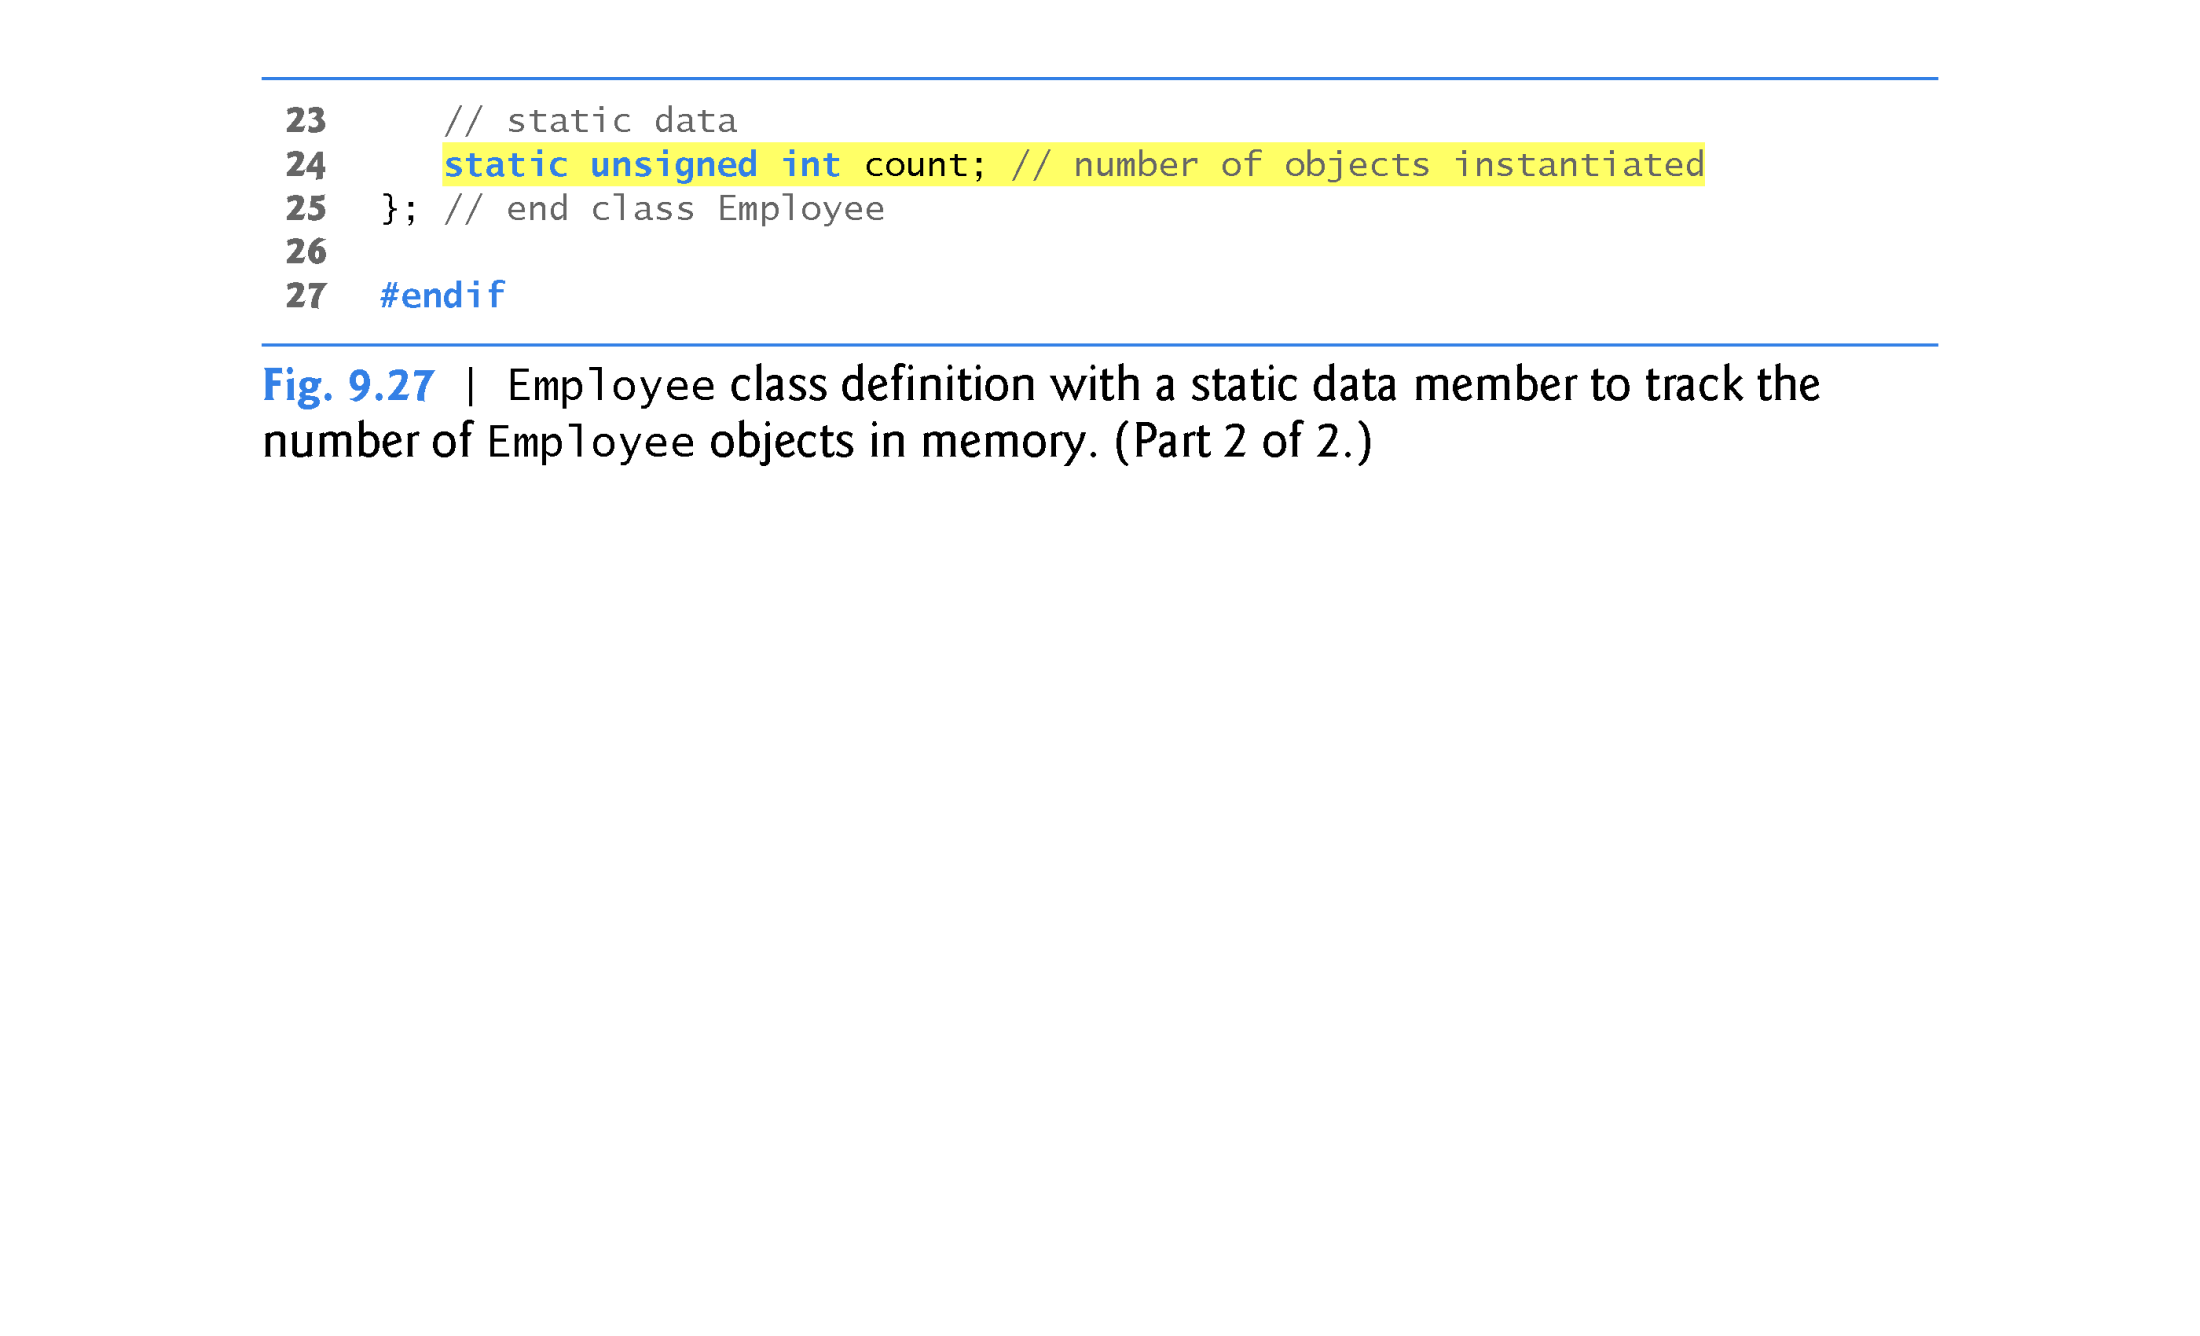 23 // static data
24 static unsigned int count; // number of objects instantiated
25 }; // end class Employee
26
27 #endif
Fig. 9.27 | Employee class definition with a static data member to track the
number of Employee objects in memory. (Part 2 of 2.)